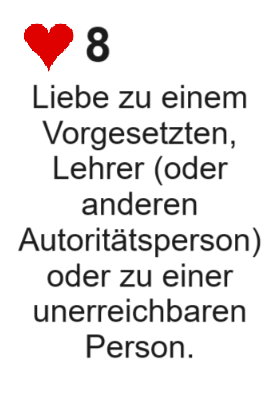 8
Liebe zu einem
Vorgesetzten,
Lehrer (oder
anderen
Autoritätsperson)
oder zu einer
unerreichbaren
Person.